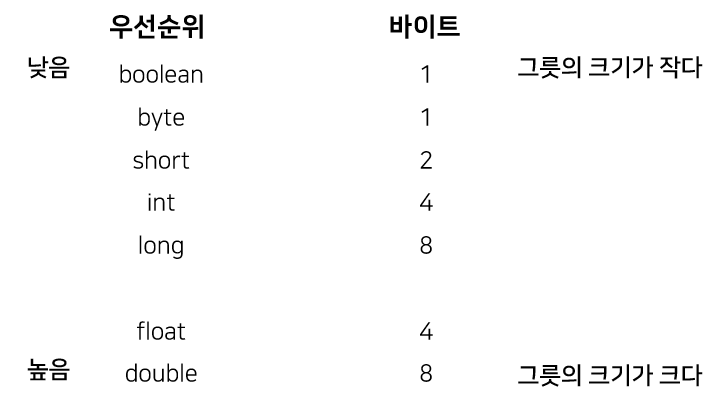 우선순위 바이트
낮음 boolean 1 그릇의 크기가 작다
byte 1
short 2
int 4
long 8
float 4
높음 double 8 그릇의 크기가 크다